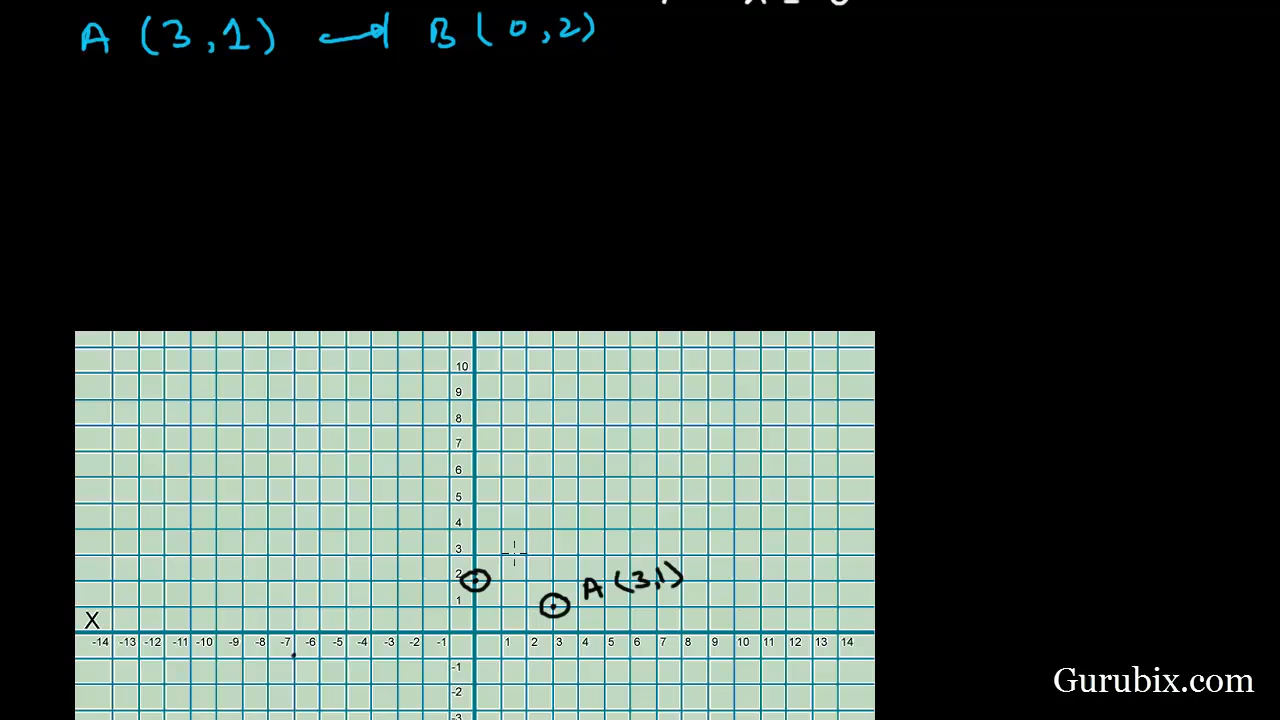 A (3,1) B(0,2)
10
9
8
7
6
5
4
3
2
A (3,1)
1
X
-14 -13 -12 -11 -10 -9 -8 -7 -6 -5 -4 -3 -2 -1 1 2 3 4 5 6 7 8 9 10 11 12 13 14
-1
-2
-3
Gurubix.com